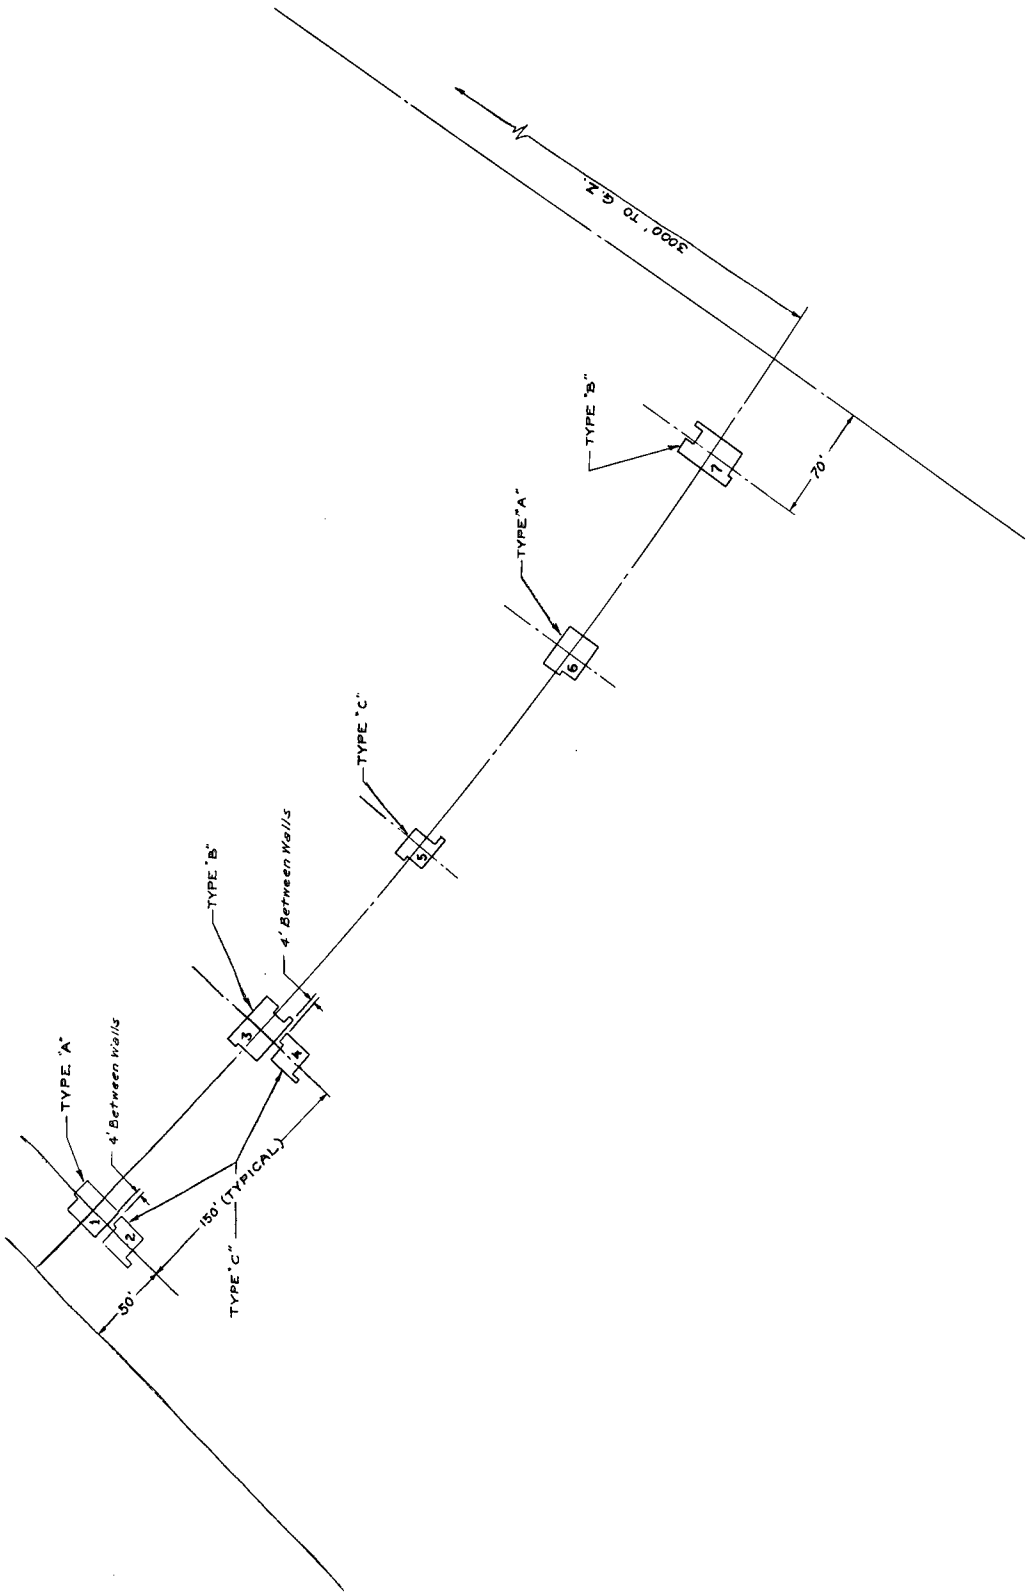 3000' TO G.Z.
TYPE "B"
7
70'
TYPE "A"
6
TYPE "C"
5
TYPE "B"
4' Between Walls
3
4
TYPE "A"
4' Between Walls
1
2
150' (TYPICAL)
TYPE "C"
50'